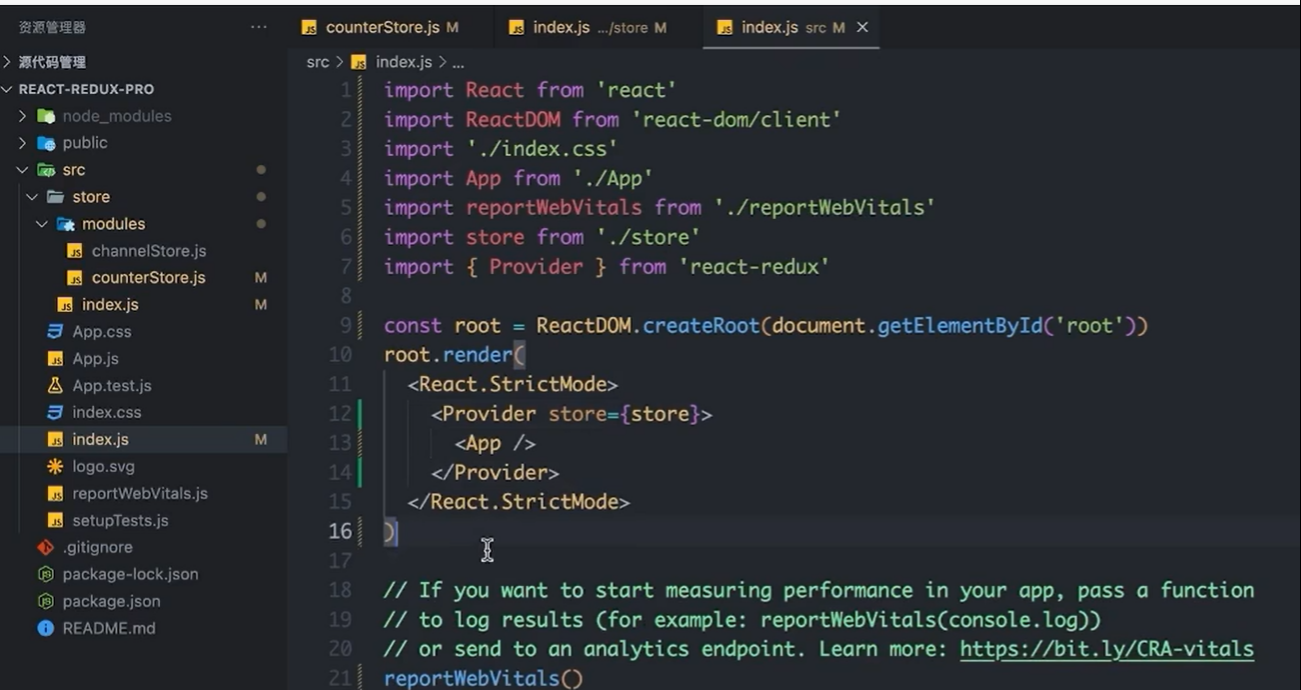 资源管理器
···
源代码管理
REACT-REDUX-PRO
node_modules
public
src
store
modules
channelStore.js
counterStore.js M
index.js M
App.css
App.js
App.test.js
index.css
index.js M
logo.svg
reportWebVitals.js
setupTests.js
.gitignore
package-lock.json
package.json
README.md
counterStore.js M
index.js .../store M
index.js src M ×
src > index.js > ...
1 import React from 'react'
2 import ReactDOM from 'react-dom/client'
3 import './index.css'
4 import App from './App'
5 import reportWebVitals from './reportWebVitals'
6 import store from './store'
7 import { Provider } from 'react-redux'
8
9 const root = ReactDOM.createRoot(document.getElementById('root'))
10 root.render(
11 <React.StrictMode>
12 <Provider store={store}>
13 <App />
14 </Provider>
15 </React.StrictMode>
16 )
17
18 // If you want to start measuring performance in your app, pass a function
19 // to log results (for example: reportWebVitals(console.log))
20 // or send to an analytics endpoint. Learn more: https://bit.ly/CRA-vitals
21 reportWebVitals()